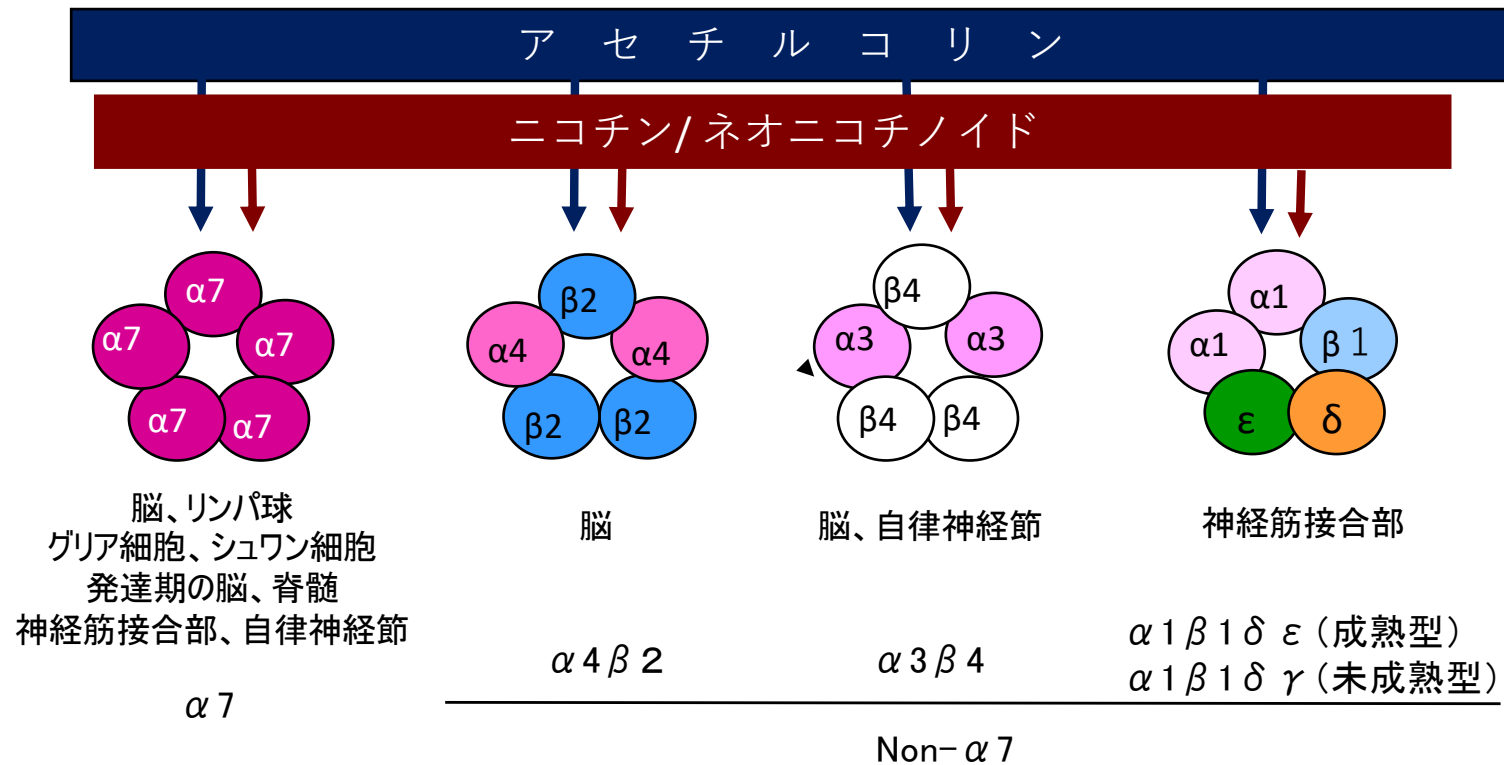 アセチルコリン
ニコチン/ネオニコチノイド
α7
α7
α7
α7
α7
β2
α4
α4
β2
β2
β4
α3
α3
β4
β4
α1
α1
β１
ε
δ
脳、リンパ球
グリア細胞、シュワン細胞
発達期の脳、脊髄
神経筋接合部、自律神経節
α7
脳
α4β2
脳、自律神経節
α3β4
神経筋接合部
α1β1δ ε（成熟型）
α1β1δ γ（未成熟型）
Non-α7